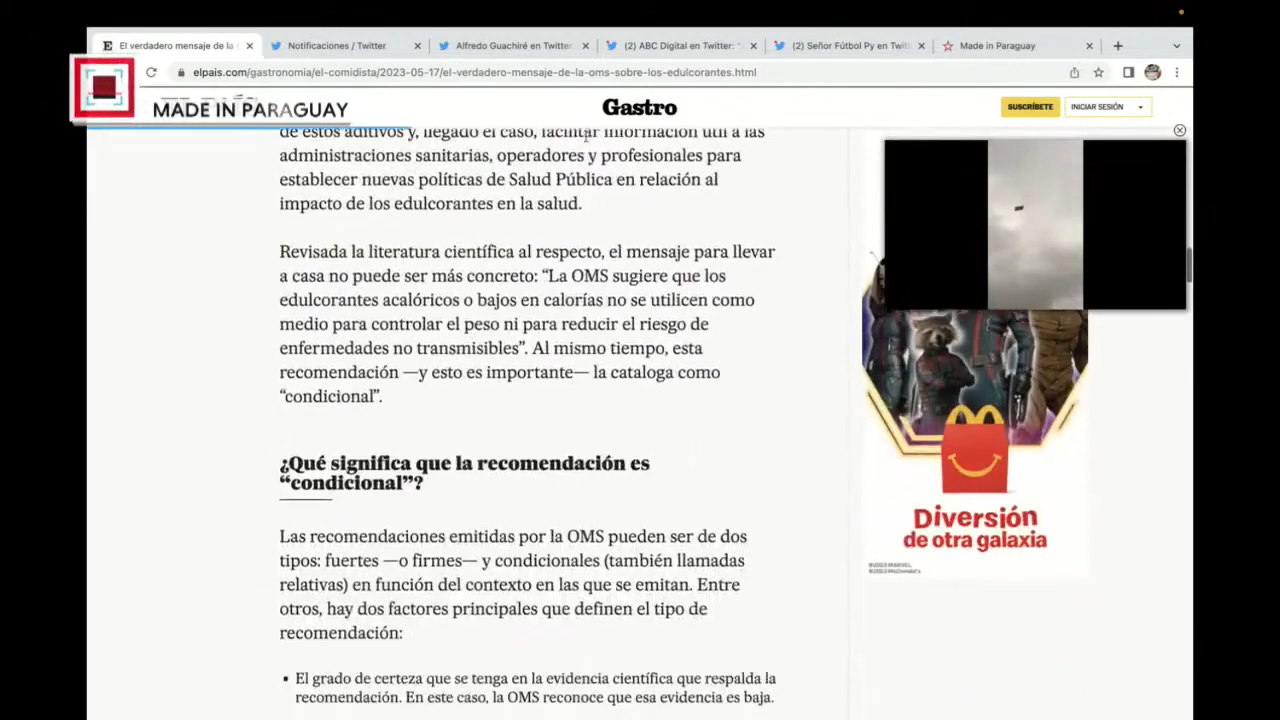 El verdadero mensaje de la
Notificaciones / Twitter
Alfredo Guachiré en Twitter:
(2) ABC Digital en Twitter: "
(2) Señor Fútbol Py en Twitter:
Made in Paraguay
elpais.com/gastronomia/el-comidista/2023-05-17/el-verdadero-mensaje-de-la-oms-sobre-los-edulcorantes.html
MADE IN PARAGUAY
Gastro
SUSCRÍBETE
INICIAR SESIÓN
de estos aditivos y, llegado el caso, facilitar información útil a las
administraciones sanitarias, operadores y profesionales para
establecer nuevas políticas de Salud Pública en relación al
impacto de los edulcorantes en la salud.
Revisada la literatura científica al respecto, el mensaje para llevar
a casa no puede ser más concreto: “La OMS sugiere que los
edulcorantes acalóricos o bajos en calorías no se utilicen como
medio para controlar el peso ni para reducir el riesgo de
enfermedades no transmisibles”. Al mismo tiempo, esta
recomendación —y esto es importante— la cataloga como
“condicional”.
¿Qué significa que la recomendación es
“condicional”?
Las recomendaciones emitidas por la OMS pueden ser de dos
tipos: fuertes —o firmes— y condicionales (también llamadas
relativas) en función del contexto en las que se emitan. Entre
otros, hay dos factores principales que definen el tipo de
recomendación:
• El grado de certeza que se tenga en la evidencia científica que respalda la
recomendación. En este caso, la OMS reconoce que esa evidencia es baja.
Diversión
de otra galaxia
©2023 MARVEL
©2023 McDonald's